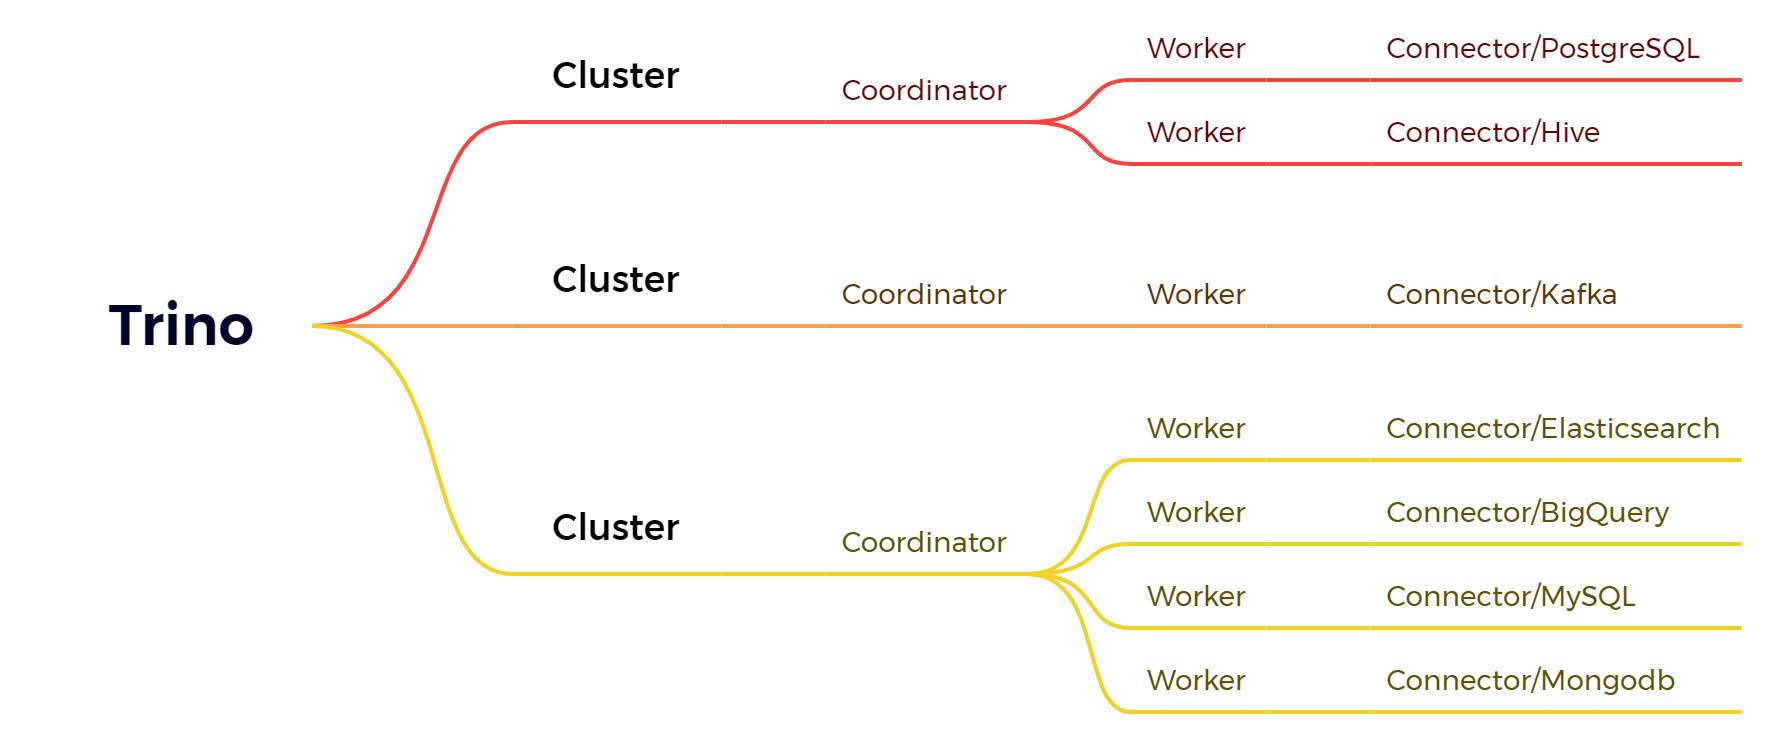 Trino
Cluster
Coordinator
Worker
Connector/PostgreSQL
Worker
Connector/Hive
Cluster
Coordinator
Worker
Connector/Kafka
Cluster
Coordinator
Worker
Connector/Elasticsearch
Worker
Connector/BigQuery
Worker
Connector/MySQL
Worker
Connector/Mongodb